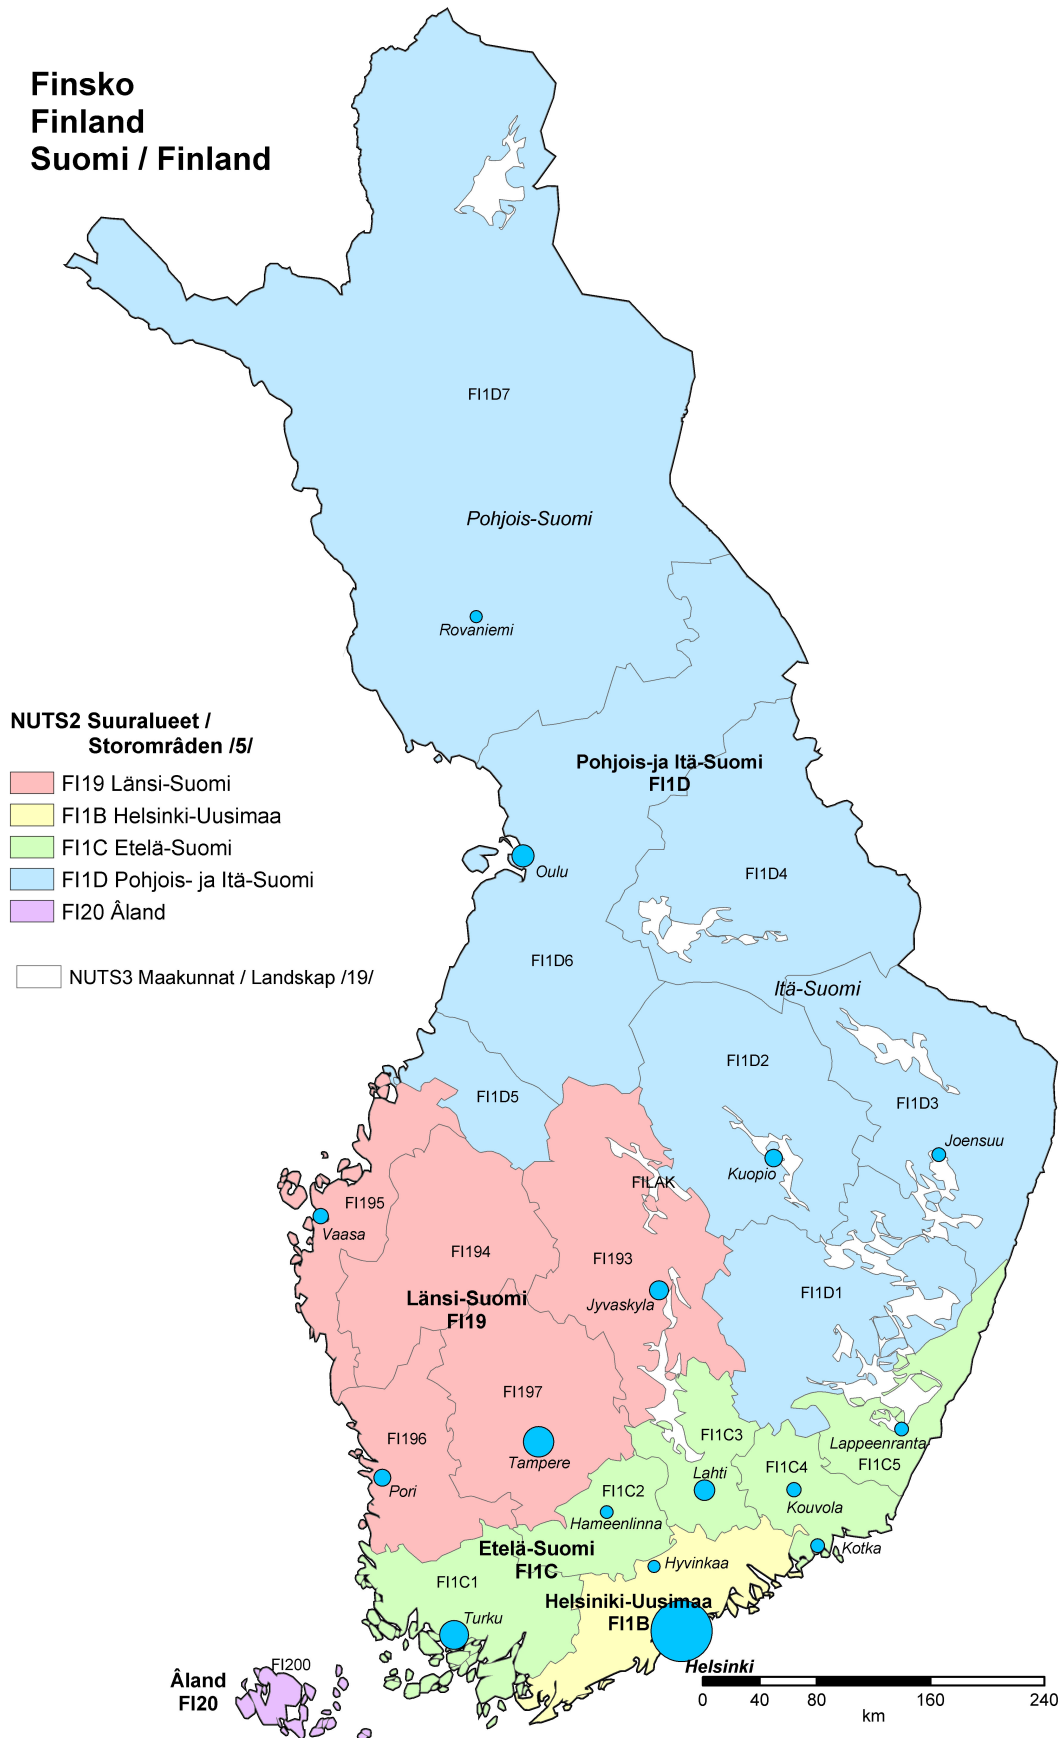 Finsko
Finland
Suomi / Finland
FI1D7
Pohjois-Suomi
Rovaniemi
NUTS2 Suuralueet /
Storområden /5/
FI19 Länsi-Suomi
FI1B Helsinki-Uusimaa
FI1C Etelä-Suomi
FI1D Pohjois- ja Itä-Suomi
FI20 Åland
NUTS3 Maakunnat / Landskap /19/
Pohjois-ja Itä-Suomi
FI1D
Oulu
FI1D4
FI1D6
Itä-Suomi
FI1D2
FI1D5
FI1D3
Joensuu
Kuopio
FILAK
FI195
Vaasa
FI194
FI193
Jyvaskyla
FI1D1
Länsi-Suomi
FI19
FI197
FI196
Tampere
Pori
FI1C3
Lappeenranta
FI1C5
FI1C4
Lahti
Kouvola
FI1C2
Hameenlinna
Kotka
Etelä-Suomi
FI1C
Hyvinkaa
FI1C1
Helsiniki-Uusimaa
FI1B
Turku
Helsinki
FI200
Åland
FI20
0 40 80 160 240
km